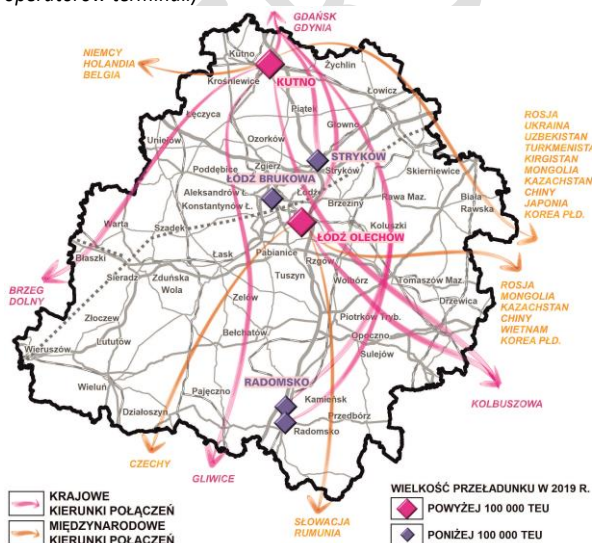 operatorów terminali)
GDAŃSK
GDYNIA
NIEMCY
HOLANDIA
BELGIA
Kutno
Żychlin
Krośniewice
KUTNO
Łowicz
Piątek
Łęczyca
Głowno
Ozorków
Uniejów
STRYKÓW
Zgierz
Stryków
Poddębice
Skierniewice
ŁÓDŹ BRUKOWA
Aleksandrów Ł.
Łódź
Brzeziny
Rawa Maz.
Biała
Rawska
Konstantynów Ł.
ROSJA
UKRAINA
UZBEKISTAN
TURKMENISTA
KIRGISTAN
MONGOLIA
KAZACHSTAN
CHINY
JAPONIA
KOREA PŁD.
Warta
Szadek
Koluszki
ŁÓDŹ OLECHÓW
Błaszki
Łask
Pabianice
Rzgów
Sieradz
Zduńska
Wola
Tuszyn
Wolbórz
Tomaszów Maz.
BRZEG
DOLNY
Zelów
Drzewica
ROSJA
MONGOLIA
KAZACHSTAN
CHINY
WIETNAM
KOREA PŁD.
Złoczew
Piotrków Tryb.
Bełchatów
Opoczno
Lututów
Sulejów
Wieruszów
RADOMSKO
Wieluń
Pajęczno
Kamieńsk
KOLBUSZOWA
Działoszyn
Przedbórz
Radomsko
CZECHY
GLIWICE
SŁOWACJA
RUMUNIA
KRAJOWE
KIERUNKI POŁĄCZEŃ
MIĘDZYNARODOWE
KIERUNKI POŁĄCZEŃ
WIELKOŚĆ PRZEŁADUNKU W 2019 R.
POWYŻEJ 100 000 TEU
PONIŻEJ 100 000 TEU